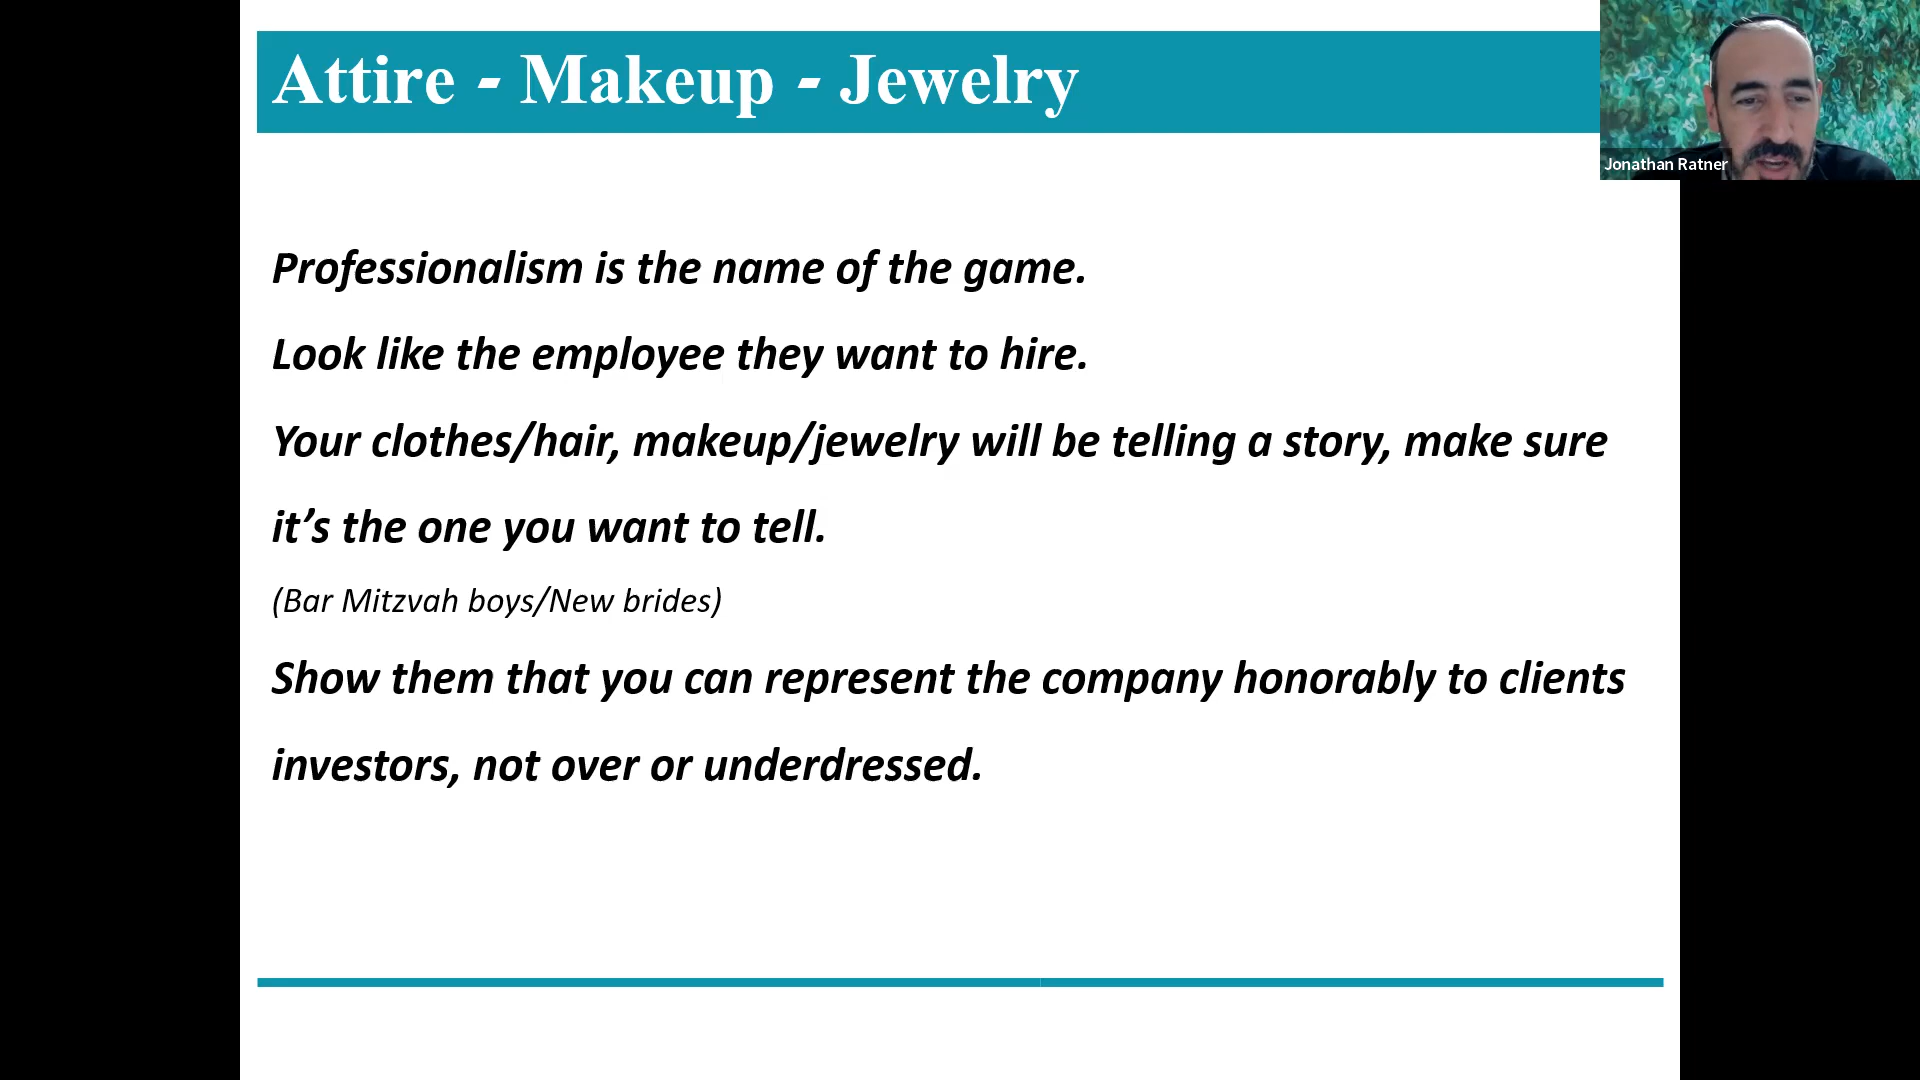 Attire - Makeup - Jewelry
Jonathan Ratner
Professionalism is the name of the game.
Look like the employee they want to hire.
Your clothes/hair, makeup/jewelry will be telling a story, make sure
it’s the one you want to tell.
(Bar Mitzvah boys/New brides)
Show them that you can represent the company honorably to clients
investors, not over or underdressed.